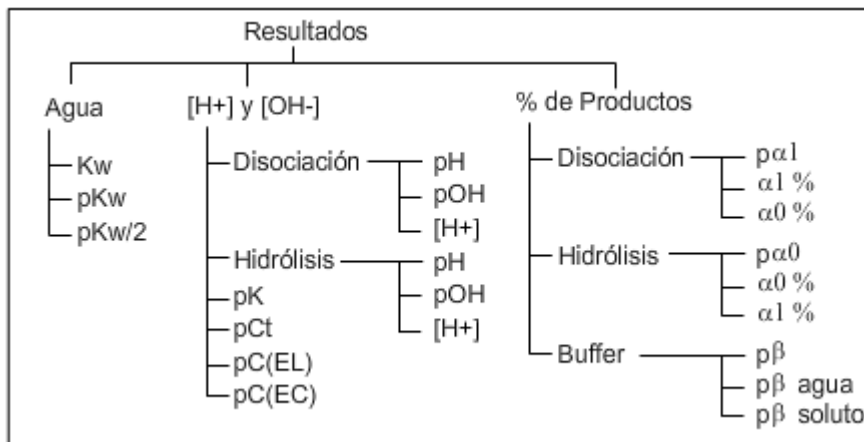 Resultados
Agua
Kw
pKw
pKw/2
[H+] y [OH-]
Disociación
pH
pOH
[H+]
Hidrólisis
pH
pOH
[H+]
pK
pCt
pC(EL)
pC(EC)
% de Productos
Disociación
pα1
α1 %
α0 %
Hidrólisis
pα0
α0 %
α1 %
Buffer
pβ
pβ agua
pβ soluto